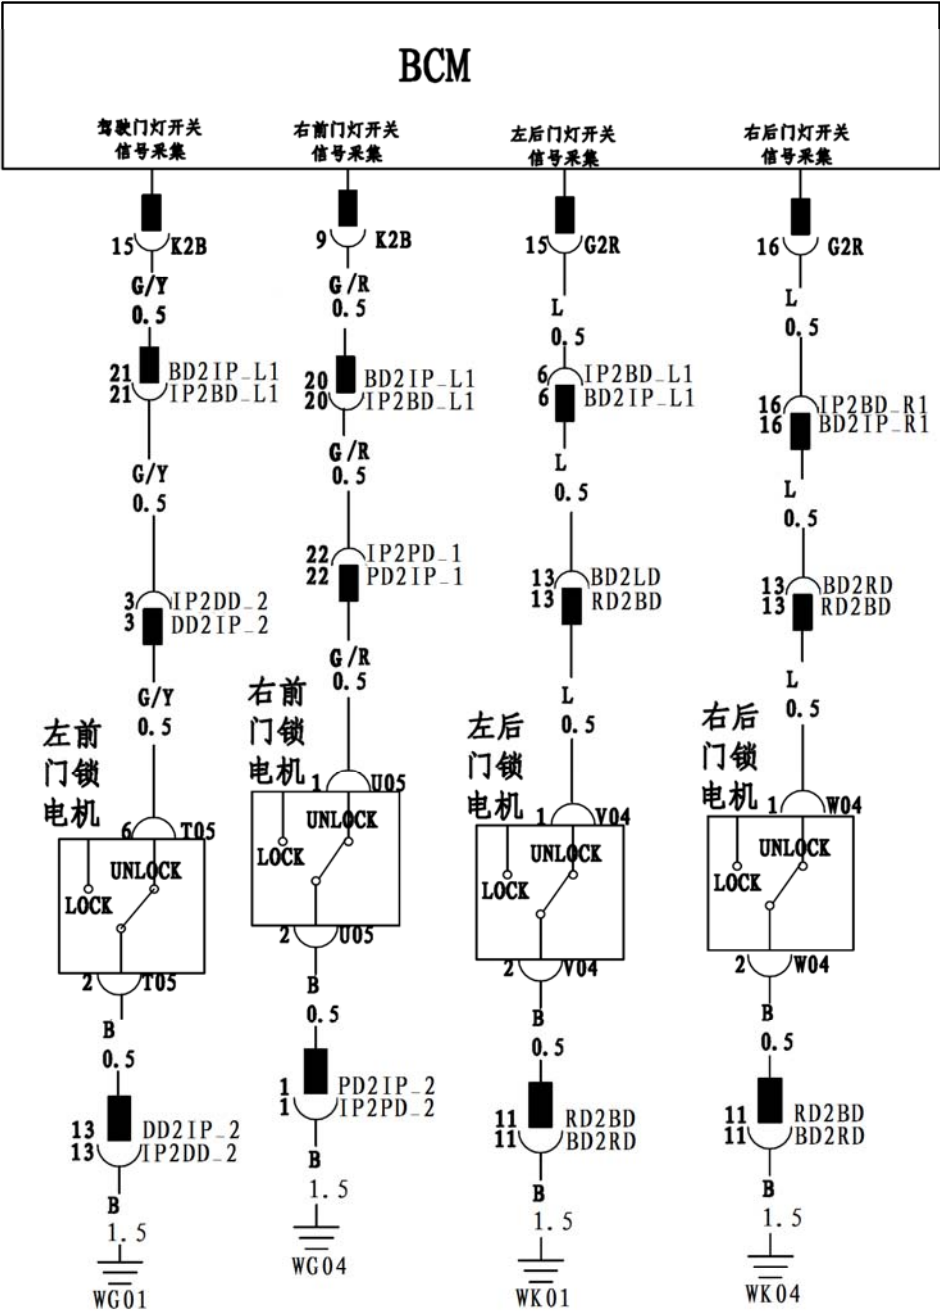 BCM
驾驶门灯开关
信号采集
右前门灯开关
信号采集
左后门灯开关
信号采集
右后门灯开关
信号采集
15 K2B
G/Y
0.5
21 BD2IP_L1
21 IP2BD_L1
G/Y
0.5
3 IP2DD_2
3 DD2IP_2
G/Y
0.5
左前
门锁
电机
6 T05
UNLOCK
LOCK
2 T05
B
0.5
13 DD2IP_2
13 IP2DD_2
B
1.5
WG01
9 K2B
G/R
0.5
20 BD2IP_L1
20 IP2BD_L1
G/R
0.5
22 IP2PD_1
22 PD2IP_1
G/R
0.5
右前
门锁
电机
1 U05
UNLOCK
LOCK
2 U05
B
0.5
1 PD2IP_2
1 IP2PD_2
B
1.5
WG04
15 G2R
L
0.5
6 IP2BD_L1
6 BD2IP_L1
L
0.5
13 BD2LD
13 RD2BD
L
0.5
左后
门锁
电机
1 V04
UNLOCK
LOCK
2 V04
B
0.5
11 RD2BD
11 BD2RD
B
1.5
WK01
16 G2R
L
0.5
16 IP2BD_R1
16 BD2IP_R1
L
0.5
13 BD2RD
13 RD2BD
L
0.5
右后
门锁
电机
1 W04
UNLOCK
LOCK
2 W04
B
0.5
11 RD2BD
11 BD2RD
B
1.5
WK04